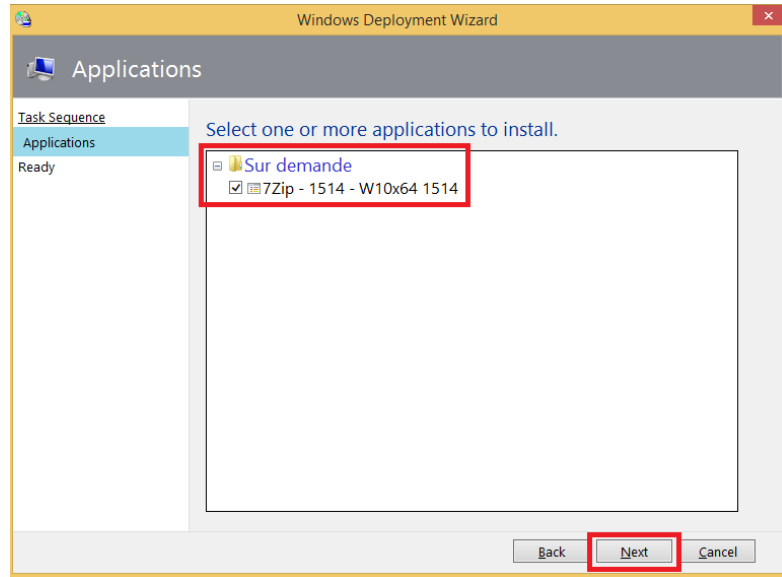 Windows Deployment Wizard
Applications
Task Sequence
Applications
Ready
Select one or more applications to install.
Sur demande
7Zip - 1514 - W10x64 1514
Back
Next
Cancel